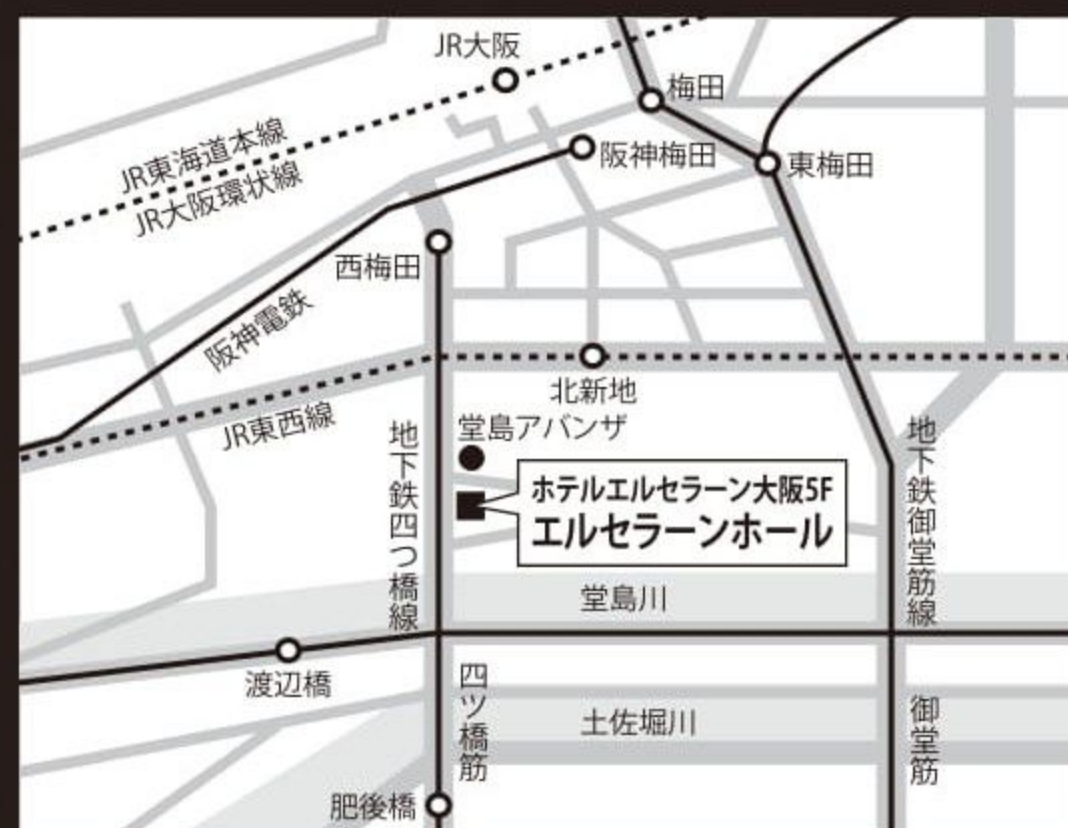 JR大阪
梅田
JR東海道本線
阪神梅田
東梅田
JR大阪環状線
西梅田
阪神電鉄
北新地
JR東西線
堂島アバンザ
地下鉄四つ橋線
ホテルエルセラーン大阪5F
エルセラーンホール
地下鉄御堂筋線
堂島川
渡辺橋
四ツ橋筋
土佐堀川
御堂筋
肥後橋